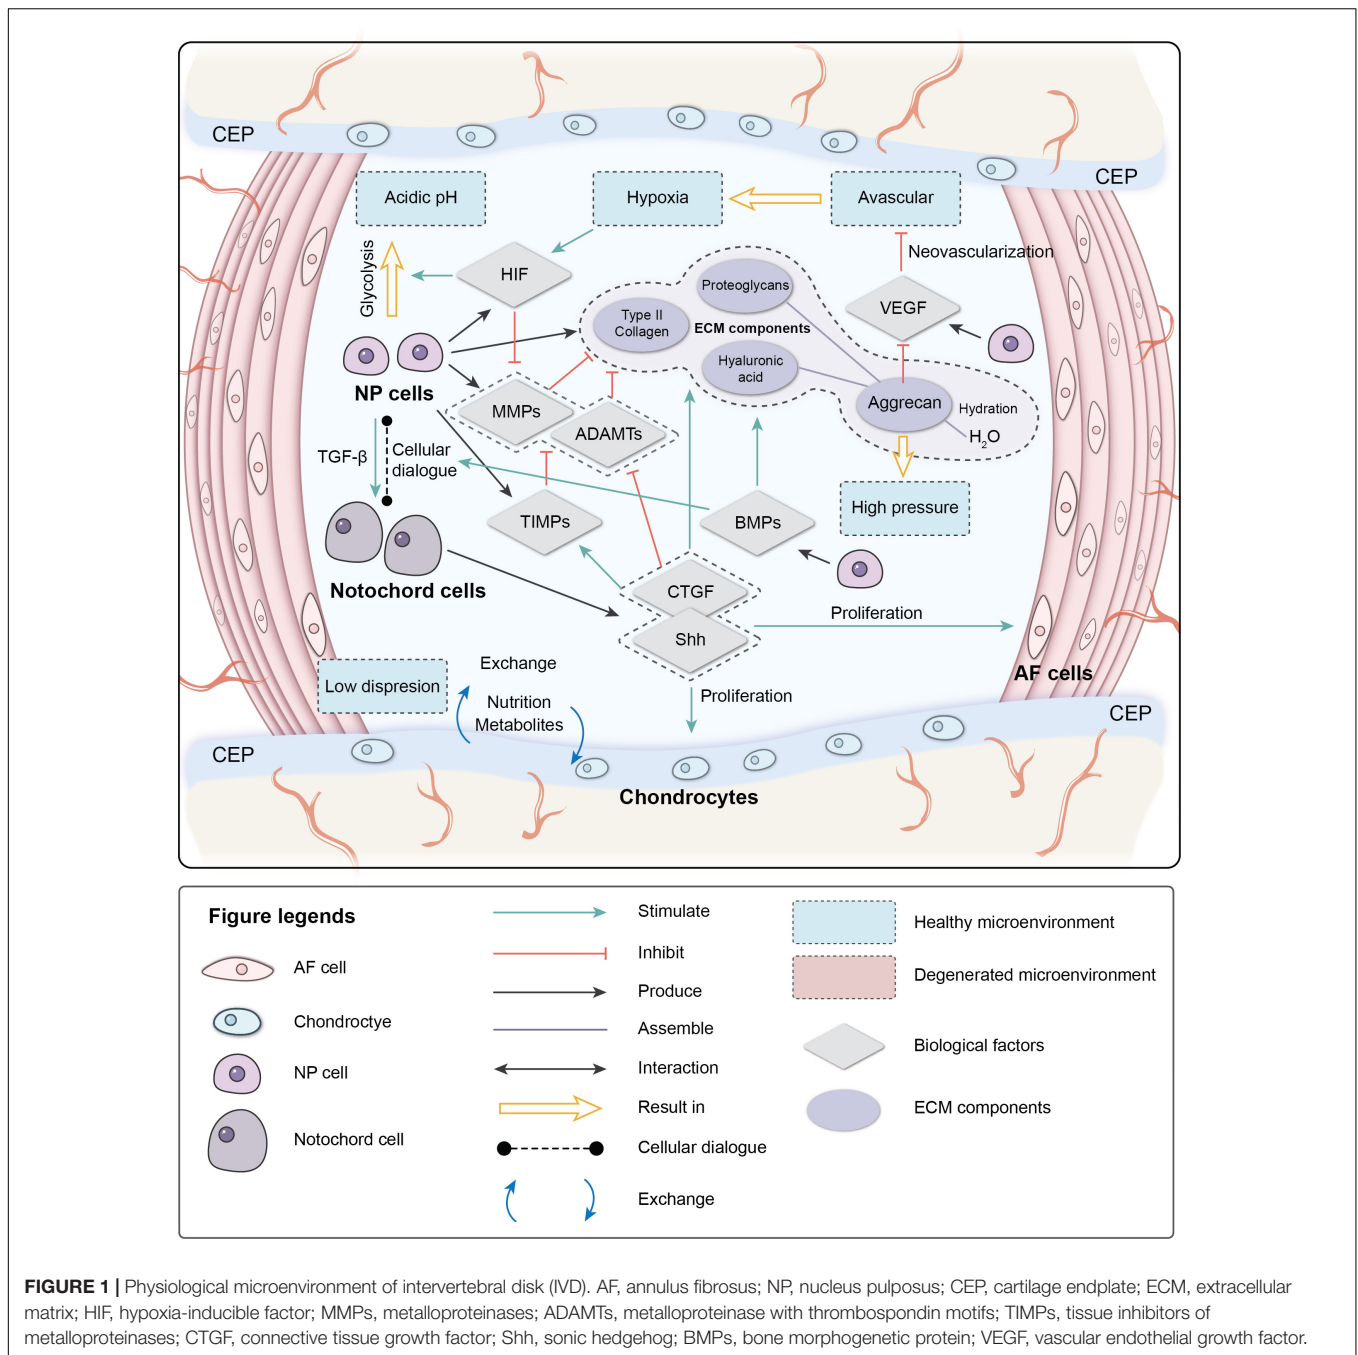 CEP
CEP
Acidic pH
Hypoxia
Avascular
Neovascularization
Glycolysis
HIF
Proteoglycans
Type II
Collagen
ECM components
VEGF
Hyaluronic
acid
NP cells
MMPs
ADAMTs
Aggrecan
Hydration
H2O
TGF-β
Cellular
dialogue
TIMPs
BMPs
High pressure
Notochord cells
CTGF
Shh
Proliferation
AF cells
Low dispresion
Exchange
Nutrition
Metabolites
Proliferation
CEP
CEP
Chondrocytes
Figure legends
AF cell
Chondroctye
NP cell
Notochord cell
Stimulate
Inhibit
Produce
Assemble
Interaction
Result in
Cellular dialogue
Exchange
Healthy microenvironment
Degenerated microenvironment
Biological factors
ECM components
FIGURE 1 | Physiological microenvironment of intervertebral disk (IVD). AF, annulus fibrosus; NP, nucleus pulposus; CEP, cartilage endplate; ECM, extracellular
matrix; HIF, hypoxia-inducible factor; MMPs, metalloproteinases; ADAMTs, metalloproteinase with thrombospondin motifs; TIMPs, tissue inhibitors of
metalloproteinases; CTGF, connective tissue growth factor; Shh, sonic hedgehog; BMPs, bone morphogenetic protein; VEGF, vascular endothelial growth factor.